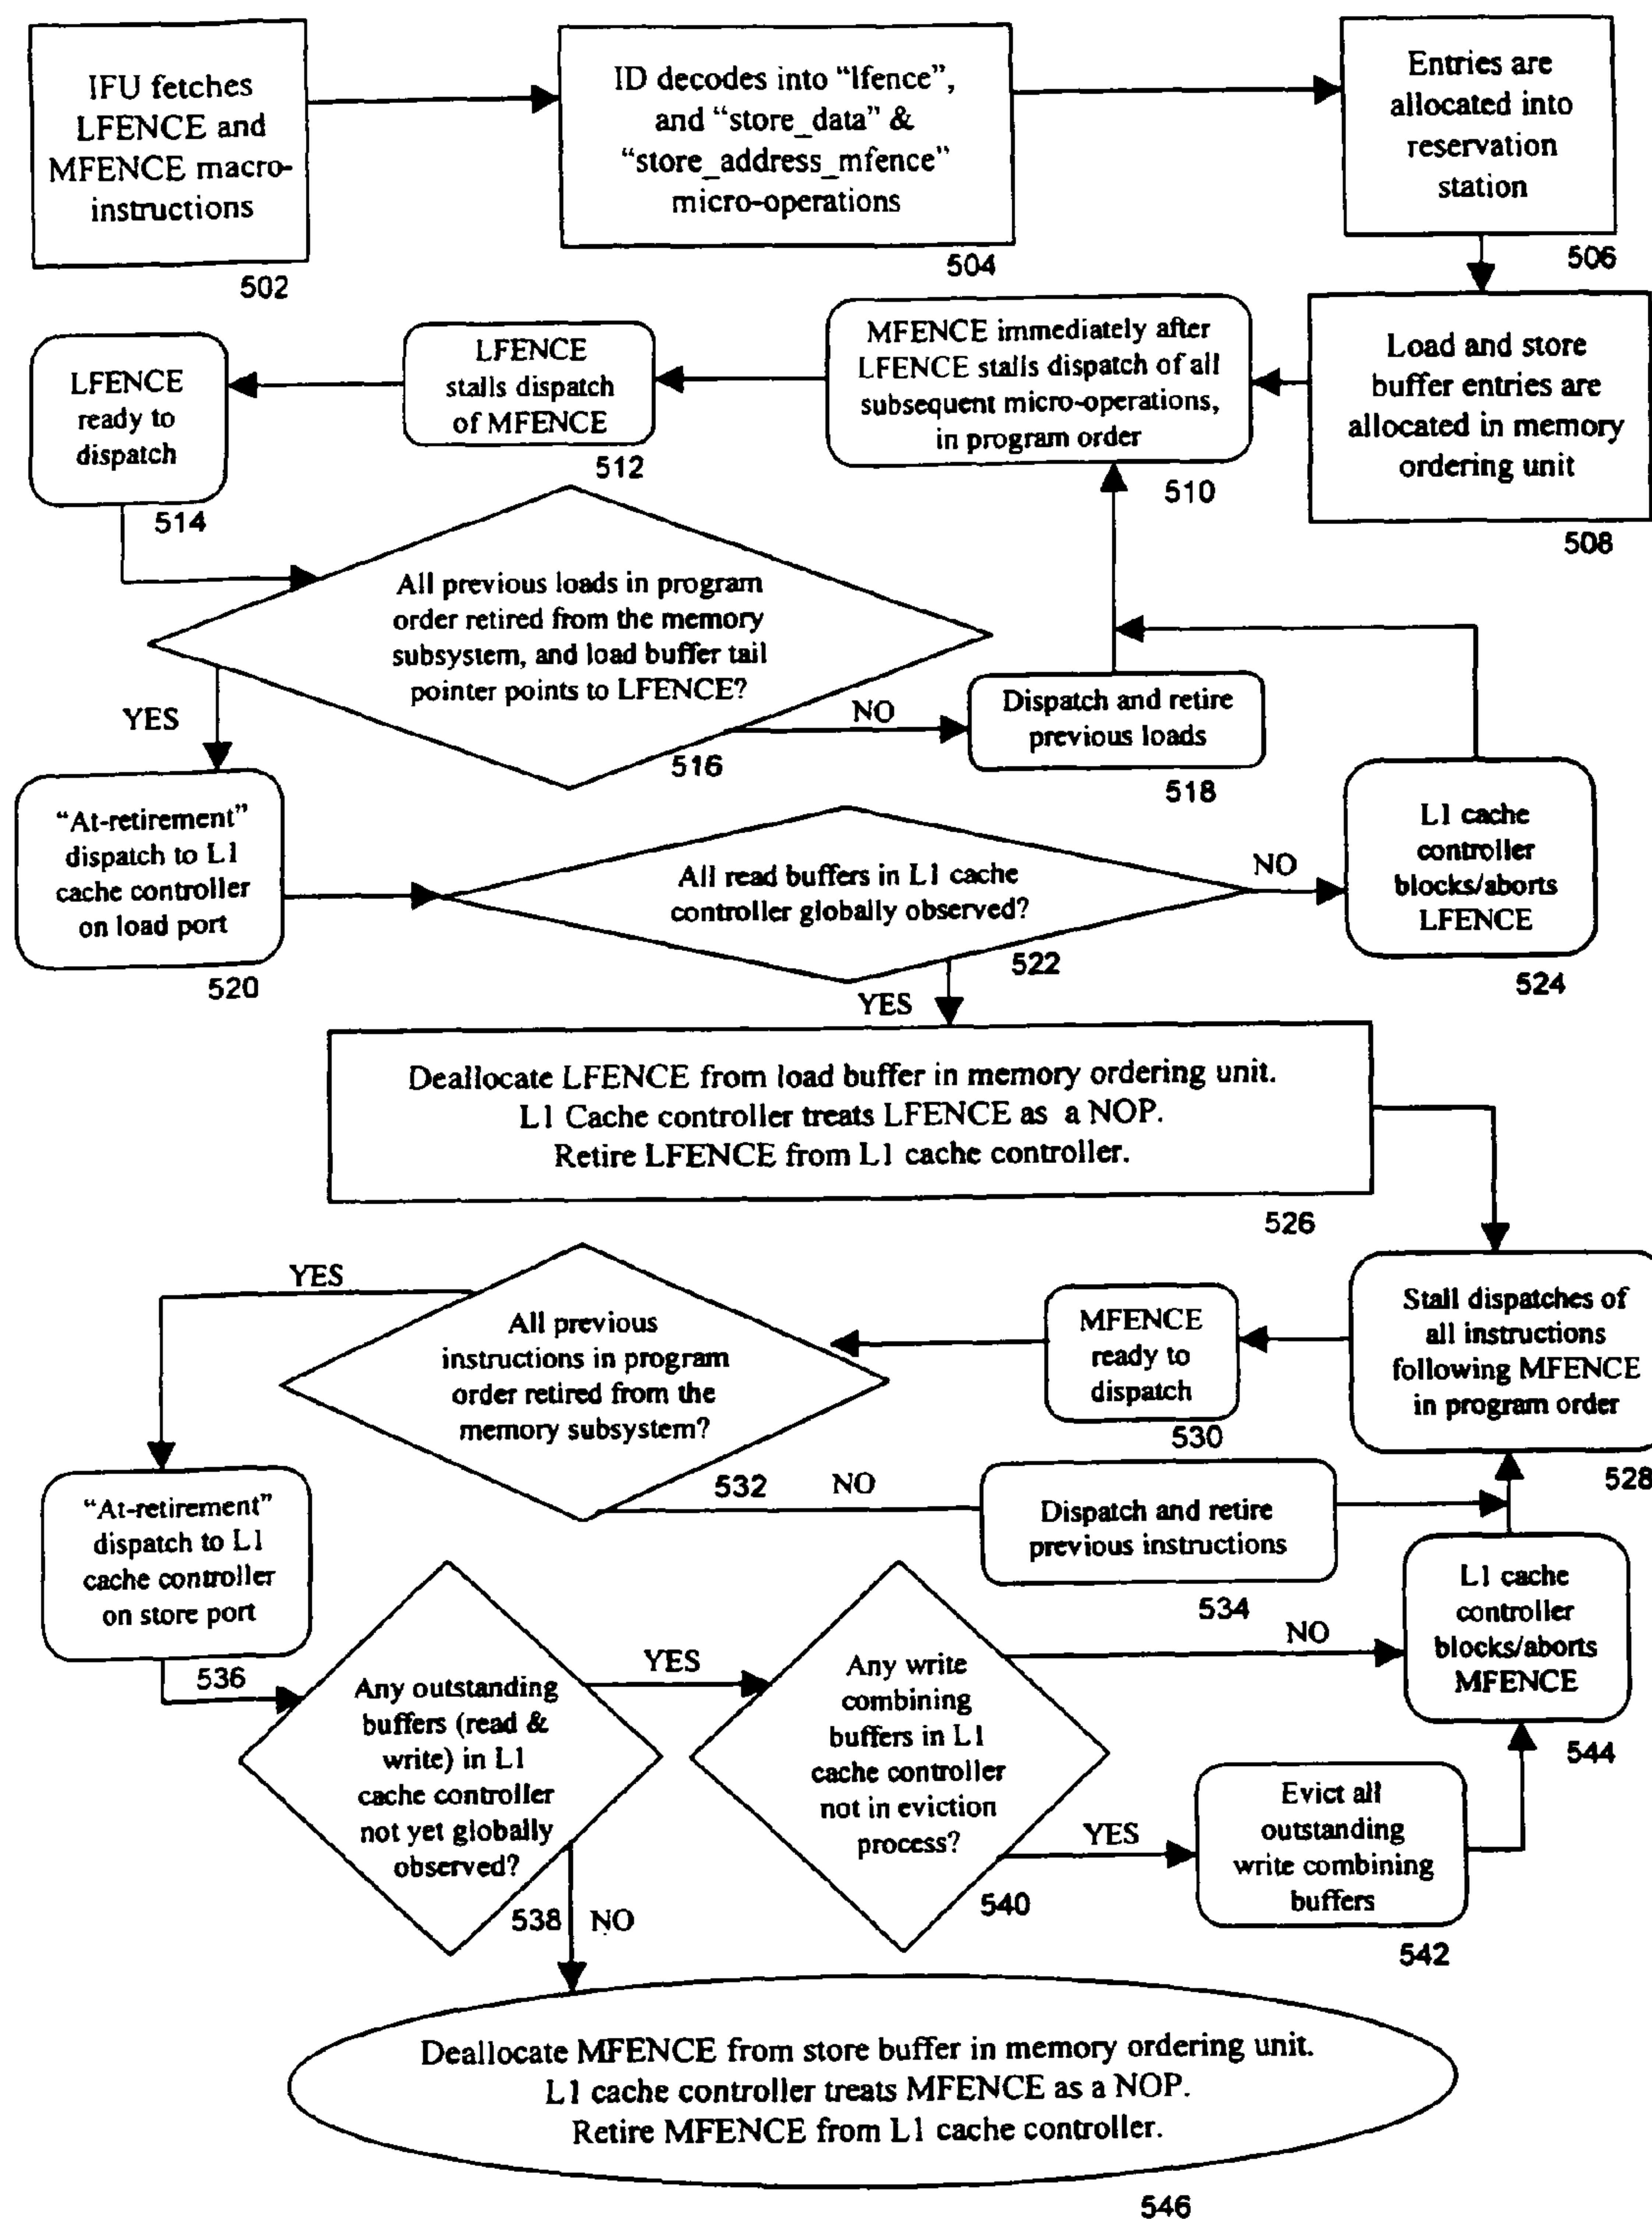 IFU fetches
LFENCE and
MFENCE macro-
instructions
502
ID decodes into “lfence”,
and “store_data” &
“store_address_mfence”
micro-operations
504
Entries are
allocated into
reservation
station
506
Load and store
buffer entries are
allocated in memory
ordering unit
508
MFENCE immediately after
LFENCE stalls dispatch of all
subsequent micro-operations,
in program order
510
LFENCE
stalls dispatch
of MFENCE
512
LFENCE
ready to
dispatch
514
All previous loads in program
order retired from the memory
subsystem, and load buffer tail
pointer points to LFENCE?
516
YES
NO
Dispatch and retire
previous loads
518
“At-retirement”
dispatch to L1
cache controller
on load port
520
All read buffers in L1 cache
controller globally observed?
522
NO
YES
L1 cache
controller
blocks/aborts
LFENCE
524
Deallocate LFENCE from load buffer in memory ordering unit.
L1 Cache controller treats LFENCE as a NOP.
Retire LFENCE from L1 cache controller.
526
Stall dispatches of
all instructions
following MFENCE
in program order
528
MFENCE
ready to
dispatch
530
All previous
instructions in program
order retired from the
memory subsystem?
532
YES
NO
Dispatch and retire
previous instructions
534
“At-retirement”
dispatch to L1
cache controller
on store port
536
Any outstanding
buffers (read &
write) in L1
cache controller
not yet globally
observed?
538
YES
NO
Any write
combining
buffers in L1
cache controller
not in eviction
process?
540
NO
YES
Evict all
outstanding
write combining
buffers
542
L1 cache
controller
blocks/aborts
MFENCE
544
Deallocate MFENCE from store buffer in memory ordering unit.
L1 cache controller treats MFENCE as a NOP.
Retire MFENCE from L1 cache controller.
546